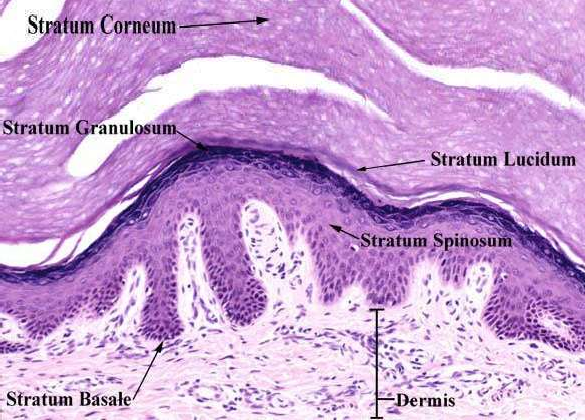 Stratum Corneum
Stratum Granulosum
Stratum Lucidum
Stratum Spinosum
Stratum Basale
Dermis